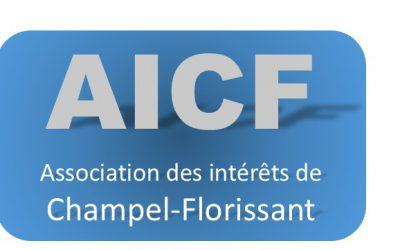 AICF
Association des intérêts de
Champel-Florissant